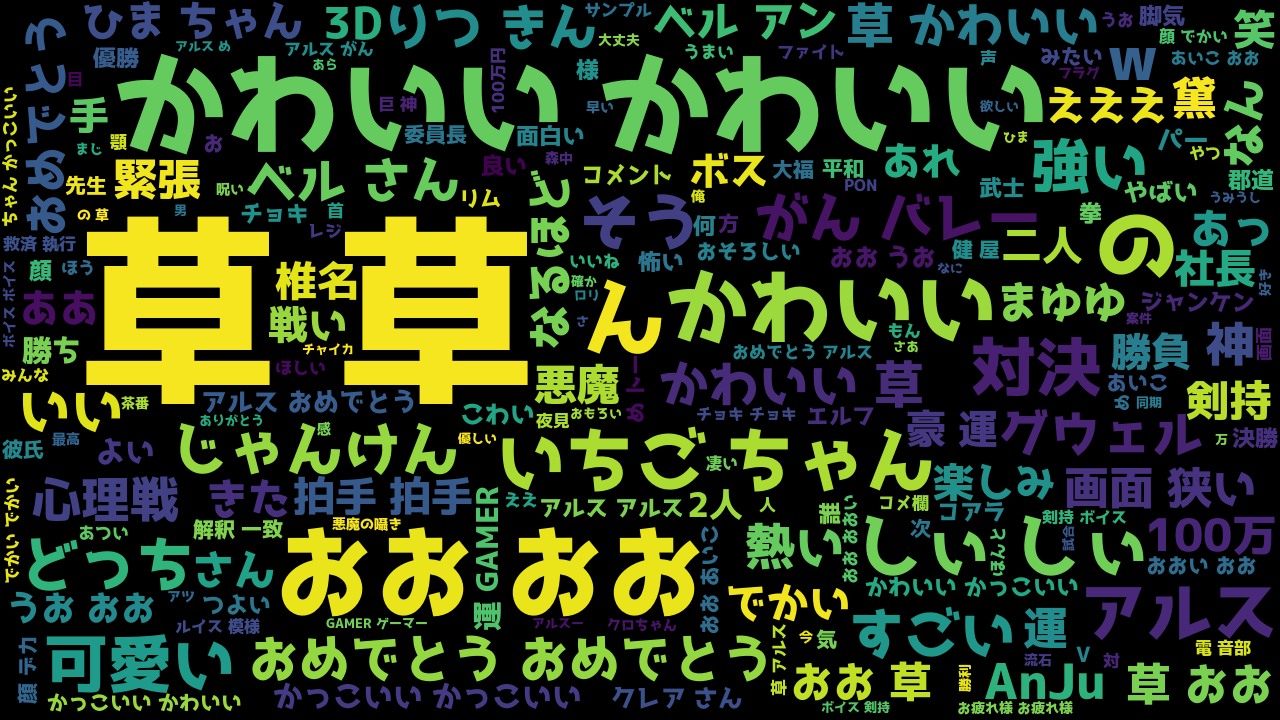 ひま ちゃん
3Dりつ きん
サンプル
大丈夫
ベル アン
草 かわいい
うお
脚気
顔 でかい
笑
おめでとう
優勝
アルス め
アルス がん
あら
100万円
様
うまい
ファイト
声
みたい
フラグ
w
あいこ おお
目
かわいい かわいい
巨神
早い
欲しい
えええ
黛
なん
ちゃん かっこいい
手
まじ
顎
お
委員長
面白い
ひま
パー
やつ
先生
緊張
呪い
ベル さん
良い
森中
リム
コメント
ボス
俺
大福
平和
PON
あれ
武士
強い
やばい
郡道
うみうし
の 草
男
チョキ
首
レジ
なるほど
そう
何
方
がん バレー
拳
の
あっ
救済 執行
草 草
いいね
怖い
おそろしい
おお うお
健 屋
なに
二人
社長
好き
顔
ほう
ボイス ボイス
ああ
椎名
戦い
確か
ロリ
さ
ん
かわいい
もん
さあ
まゆゆ
ジャンケン
案件
勝ち
みんな
チャイカ
ほしい
おめでとう アルス
対決
勝負
神
画面
いい
茶番
アルス おめでとう
ありがとう
こわい
悪魔
夜見
おもろい
かわいい 草
チョキ チョキ
エルフ
あいこ
同期
剣持
万
決勝
彼氏
最高
よい
じゃんけん
感
優しい
いちご ちゃん
凄い
豪 運
グウェル
でかい でかい
心理戦
きた
拍手 拍手
ええ
アルス アルス
2人
人
誰
コメ欄
楽しみ
画面 狭い
あつい
解釈 一致
悪魔の囁き
次
コアラ
剣持 ボイス
試合
100万
どっち
さん
おお おお
運 GAMER
ああ あいこ
熱い
おお おおい
しぃ しぃ
ほんと
おおい おお
うお おお
アツ
つよい
ルイス 模様
GAMER ゲーマー
アルスー
クロちゃん
でかい
かわいい かっこいい
アルス
顔 デカ
可愛い
おめでとう おめでとう
草 アルス
今
気
すごい
運
流石
V
対
電 音部
かっこいい かわいい
かっこいい かっこいい
クレア さん
おお 草
ボイス 剣持
勝利
AnJu
お疲れ様 お疲れ様
草 おお